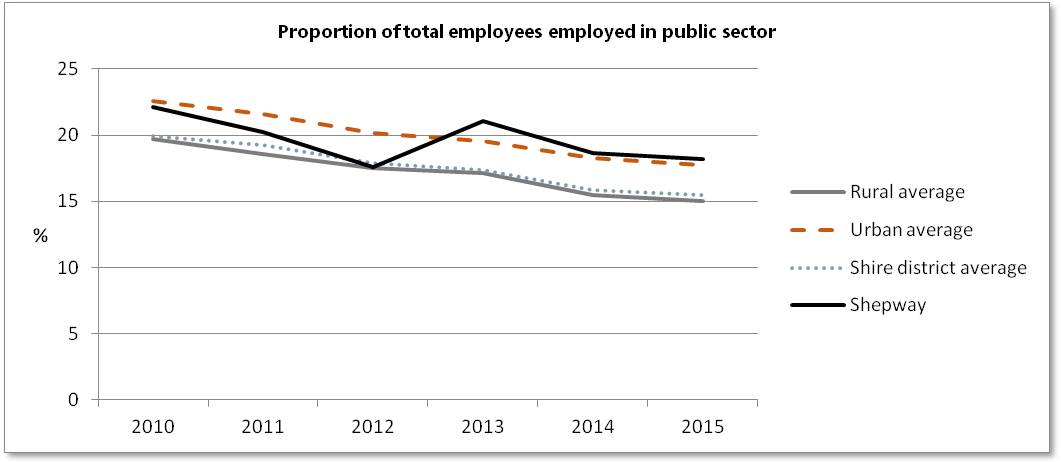 Proportion of total employees employed in public sector
25
20
15
%
10
5
0
2010 2011 2012 2013 2014 2015
Rural average
Urban average
Shire district average
Shepway